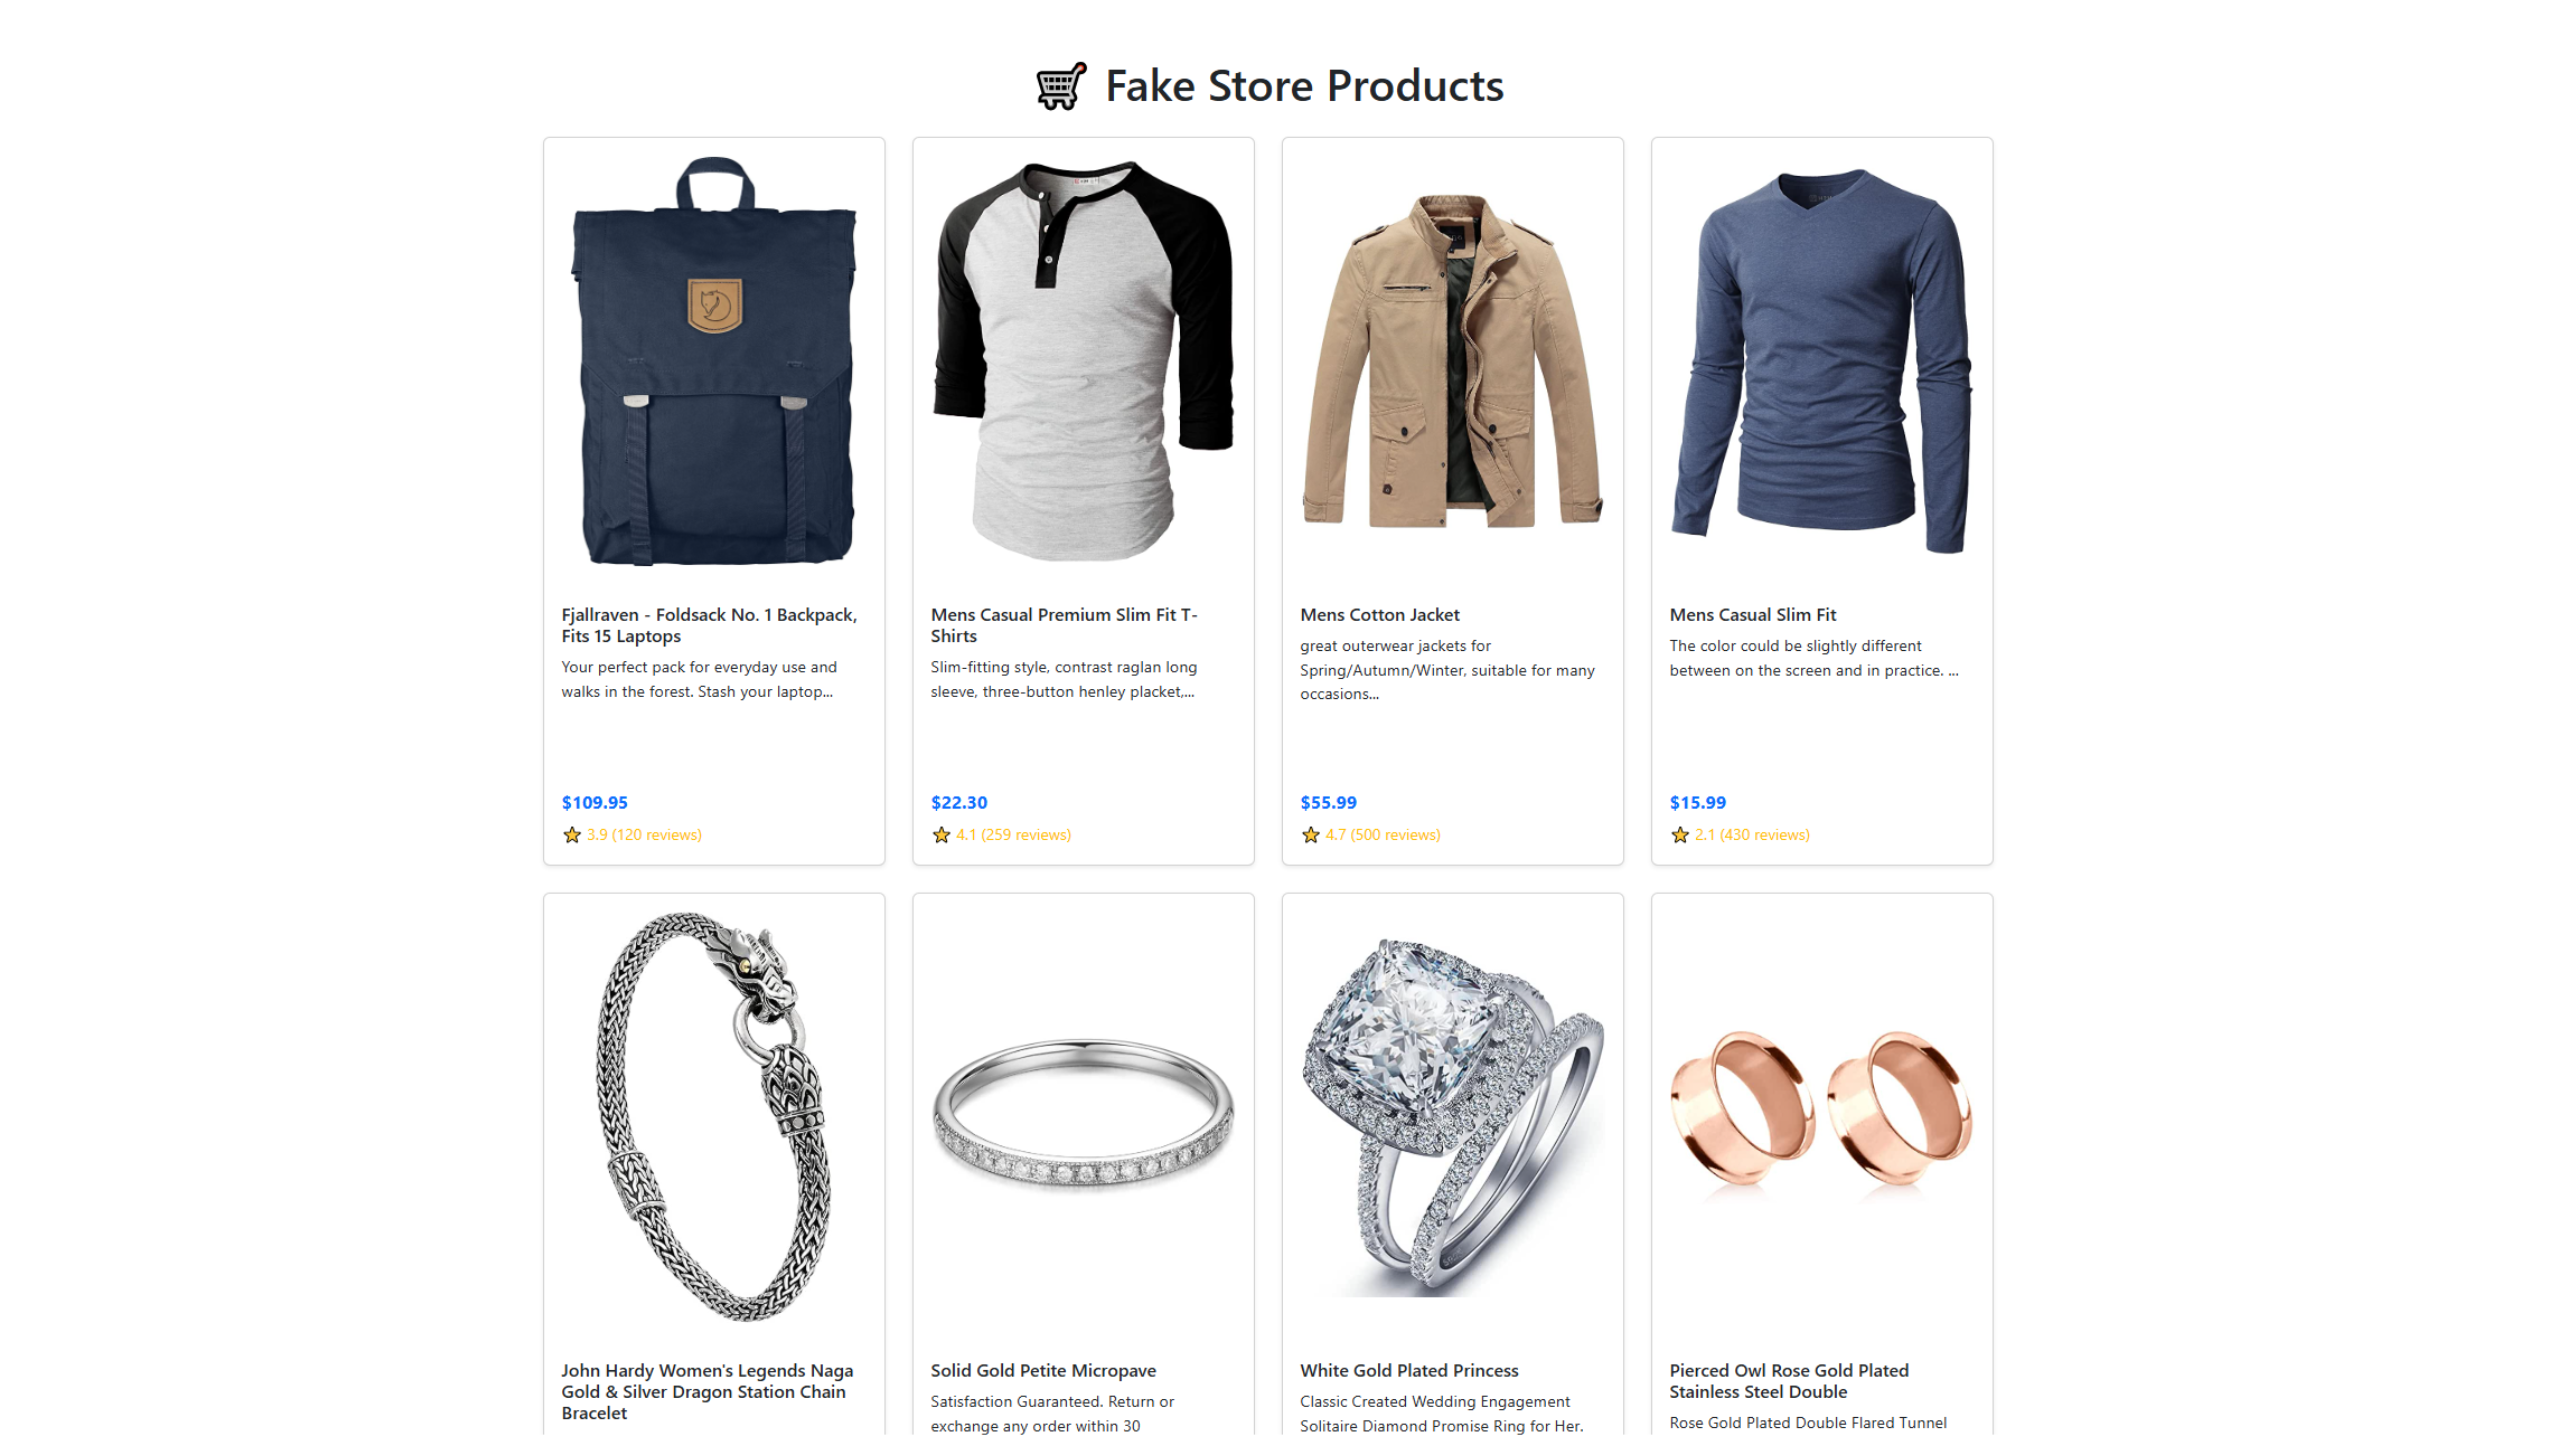 Fake Store Products
Fjallraven - Foldsack No. 1 Backpack,
Fits 15 Laptops
Your perfect pack for everyday use and
walks in the forest. Stash your laptop...
$109.95
3.9 (120 reviews)
Mens Casual Premium Slim Fit T-
Shirts
Slim-fitting style, contrast raglan long
sleeve, three-button henley placket,...
$22.30
4.1 (259 reviews)
Mens Cotton Jacket
great outerwear jackets for
Spring/Autumn/Winter, suitable for many
occasions...
$55.99
4.7 (500 reviews)
Mens Casual Slim Fit
The color could be slightly different
between on the screen and in practice. ...
$15.99
2.1 (430 reviews)
John Hardy Women's Legends Naga
Gold & Silver Dragon Station Chain
Bracelet
Solid Gold Petite Micropave
Satisfaction Guaranteed. Return or
exchange any order within 30
White Gold Plated Princess
Classic Created Wedding Engagement
Solitaire Diamond Promise Ring for Her.
Pierced Owl Rose Gold Plated
Stainless Steel Double
Rose Gold Plated Double Flared Tunnel